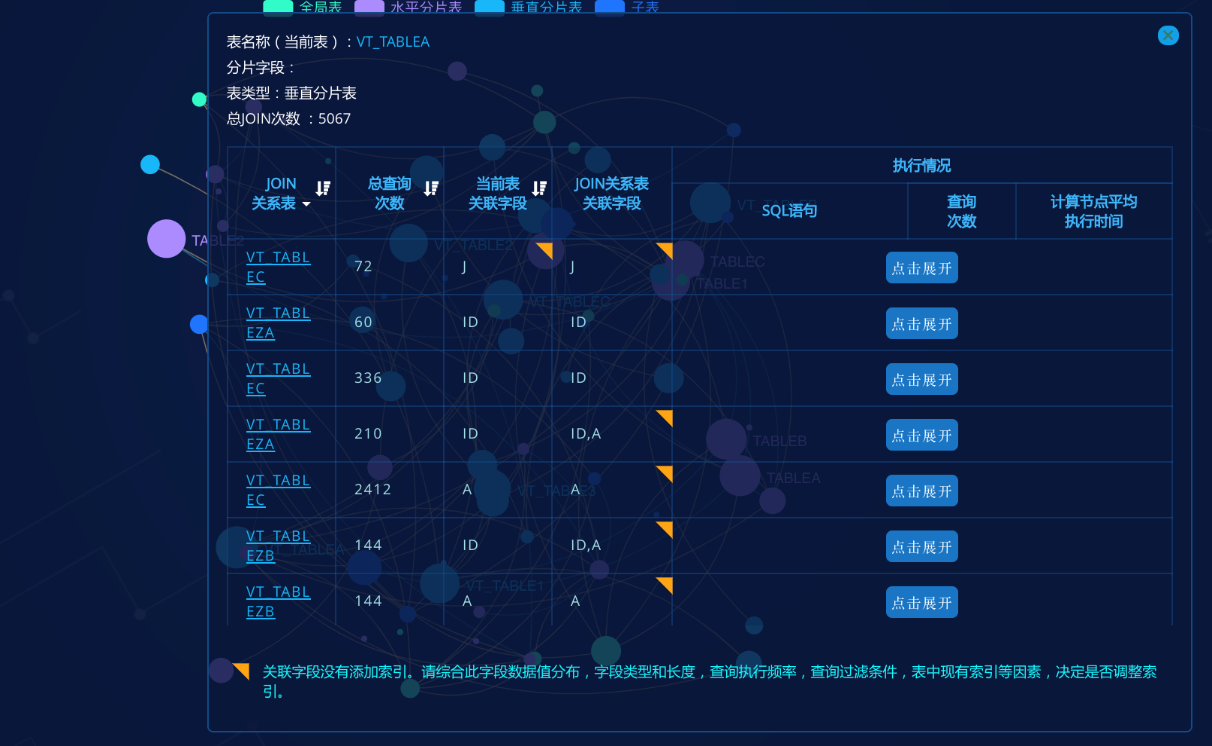 全局表 水平分片表 垂直分片表 子表
表名称（当前表）：VT_TABLEA
分片字段：
表类型：垂直分片表
总JOIN次数 ：5067
JOIN
关系表
总查询
次数
当前表
关联字段
JOIN关系表
关联字段
执行情况
SQL语句
查询
次数
计算节点平均
执行时间
VT_TABL
EC
72
J
J
点击展开
VT_TABL
EZA
60
ID
ID
点击展开
VT_TABL
EC
336
ID
ID
点击展开
VT_TABL
EZA
210
ID
ID,A
点击展开
VT_TABL
EC
2412
A
A
点击展开
VT_TABL
EZB
144
ID
ID,A
点击展开
VT_TABL
EZB
144
A
A
点击展开
关联字段没有添加索引。请综合此字段数据值分布，字段类型和长度，查询执行频率，查询过滤条件，表中现有索引等因素，决定是否调整索
引。
TABLE2
VT_TABLE2
TABLEC
TABLE1
TABLEB
TABLEA
VT_TABLEA
VT_TABLE1